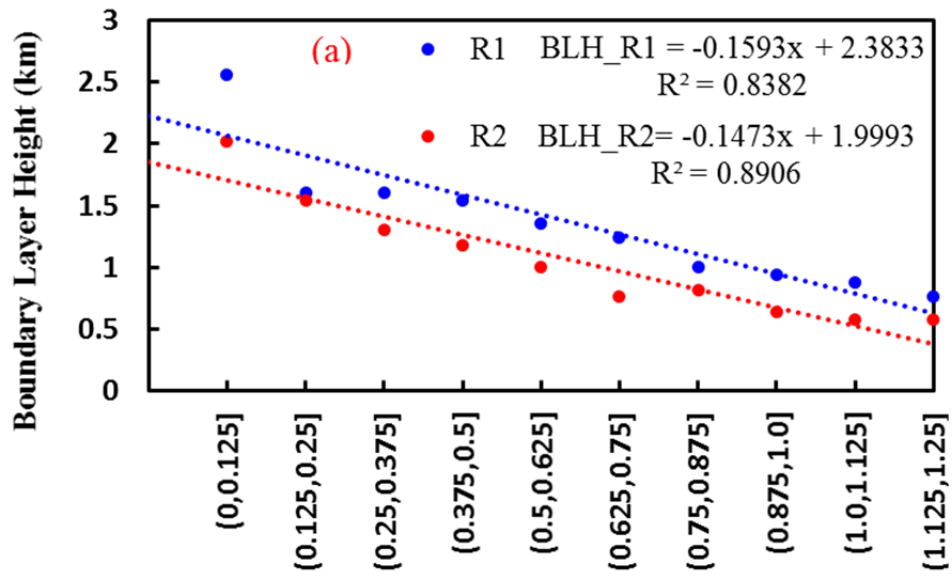 Boundary Layer Height (km)
3
2.5
2
1.5
1
0.5
0
(a)
R1 BLH_R1 = -0.1593x + 2.3833
R² = 0.8382
R2 BLH_R2= -0.1473x + 1.9993
R² = 0.8906
(0,0.125]
(0.125,0.25]
(0.25,0.375]
(0.375,0.5]
(0.5,0.625]
(0.625,0.75]
(0.75,0.875]
(0.875,1.0]
(1.0,1.125]
(1.125,1.25]